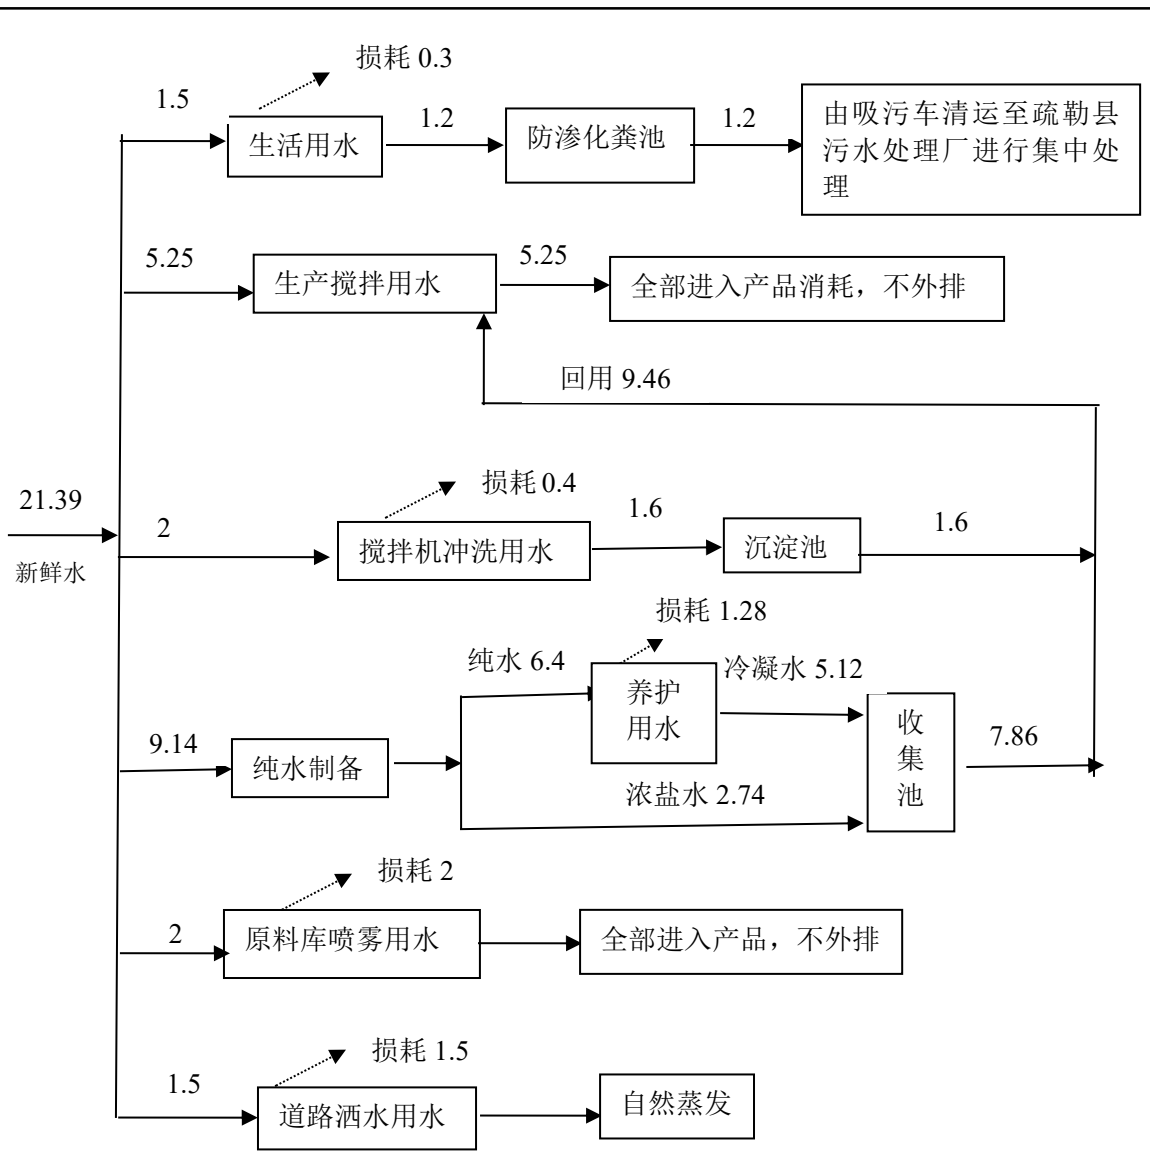 损耗 0.3
1.5
生活用水
1.2
防渗化粪池
1.2
由吸污车清运至疏勒县
污水处理厂进行集中处
理
5.25
生产搅拌用水
5.25
全部进入产品消耗，不外排
回用 9.46
21.39
新鲜水
2
损耗 0.4
搅拌机冲洗用水
1.6
沉淀池
1.6
损耗 1.28
纯水 6.4
养护
用水
冷凝水 5.12
收
集
池
7.86
9.14
纯水制备
浓盐水 2.74
损耗 2
2
原料库喷雾用水
全部进入产品，不外排
损耗 1.5
1.5
道路洒水用水
自然蒸发